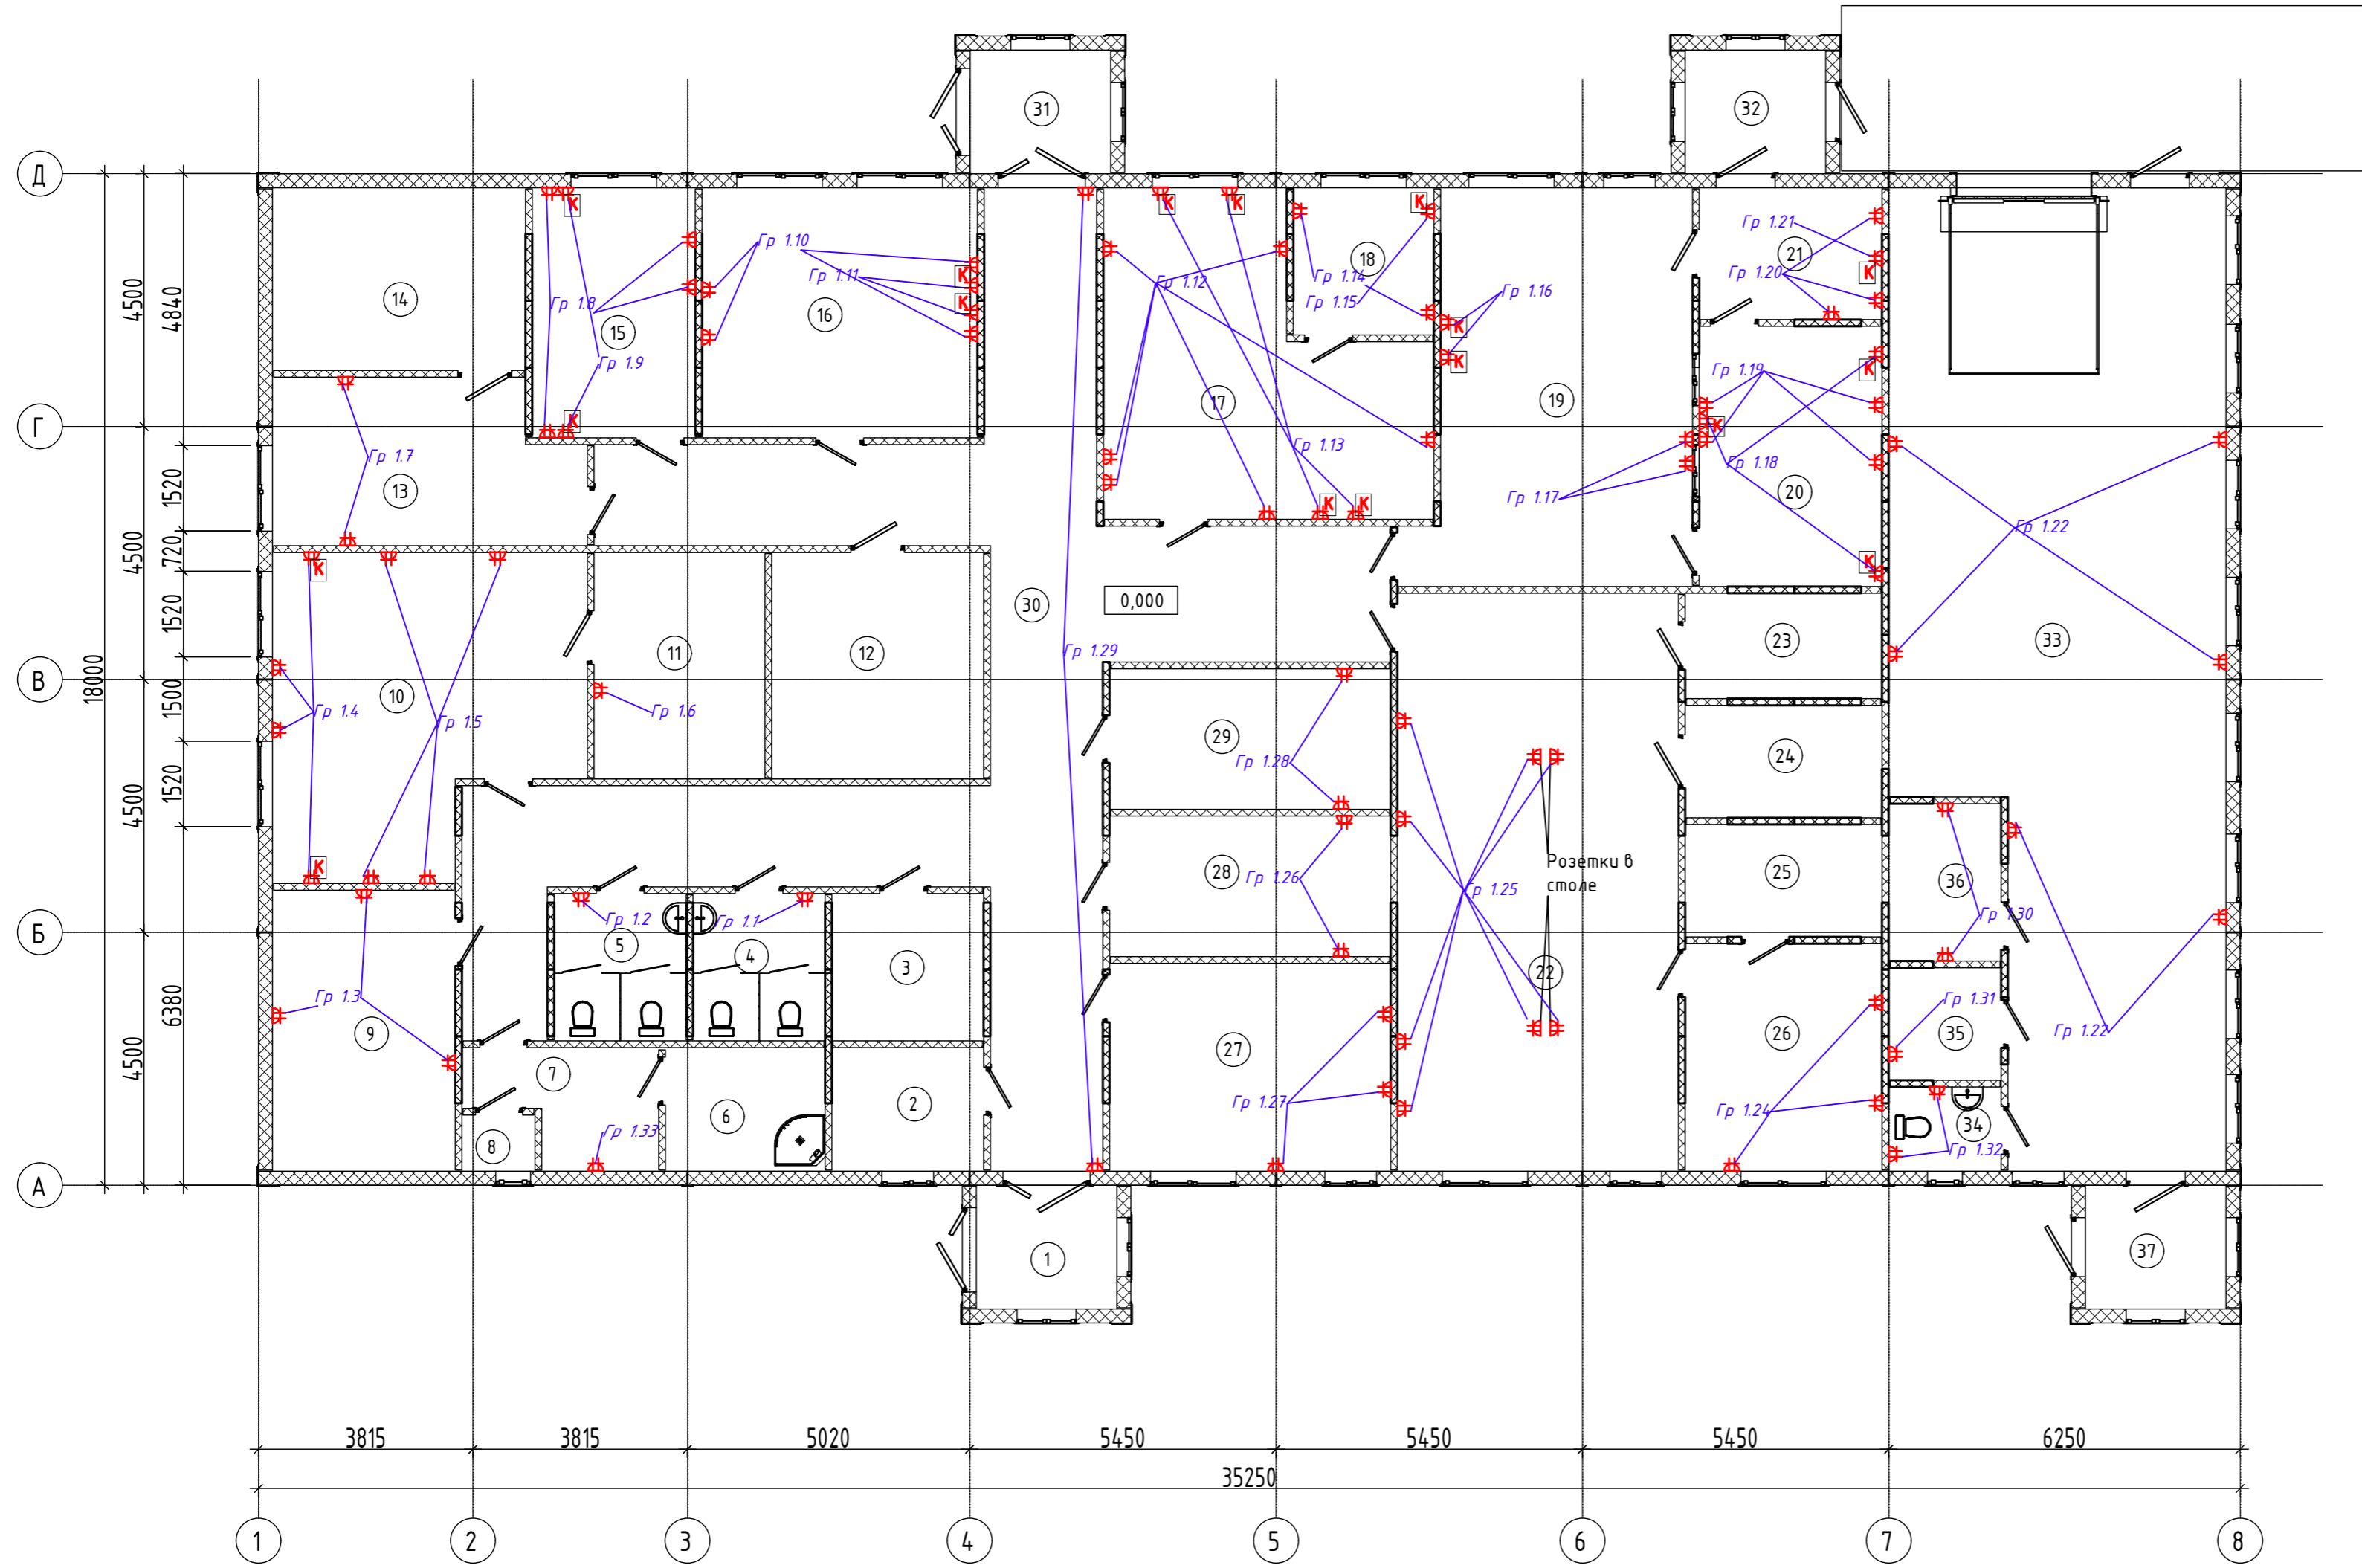 31
32
Д
К
К
К
К
Гр 1.21
21
Гр 1.10
18
К
Гр 1.11
К
Гр 1.12
Гр 1.14
Гр 1.20
К
14
Гр 1.8
Гр 1.15
Гр 1.16
4500
4840
15
16
К
К
К
К
Гр 1.9
Гр 1.19
17
19
К
К
Г
К
Гр 1.7
Гр 1.13
Гр 1.18
13
К
К
Гр 1.17
20
1520
Гр 1.22
4500
720
К
К
30
0,000
1520
11
12
23
33
18000
В
Гр 1.29
10
Гр 1.4
Гр 1.5
Гр 1.6
1500
29
24
Гр 1.28
1520
4500
К
Розетки в
столе
28
25
36
Гр 1.26
Гр 1.25
Гр 1.2
Гр 1.1
Гр 1.30
Б
5
4
3
22
Гр 1.3
Гр 1.31
6380
9
27
26
35
Гр 1.22
4500
7
6
2
Гр 1.27
Гр 1.24
8
Гр 1.33
34
Гр 1.32
А
1
37
3815
3815
5020
5450
5450
5450
6250
35250
1
2
3
4
5
6
7
8